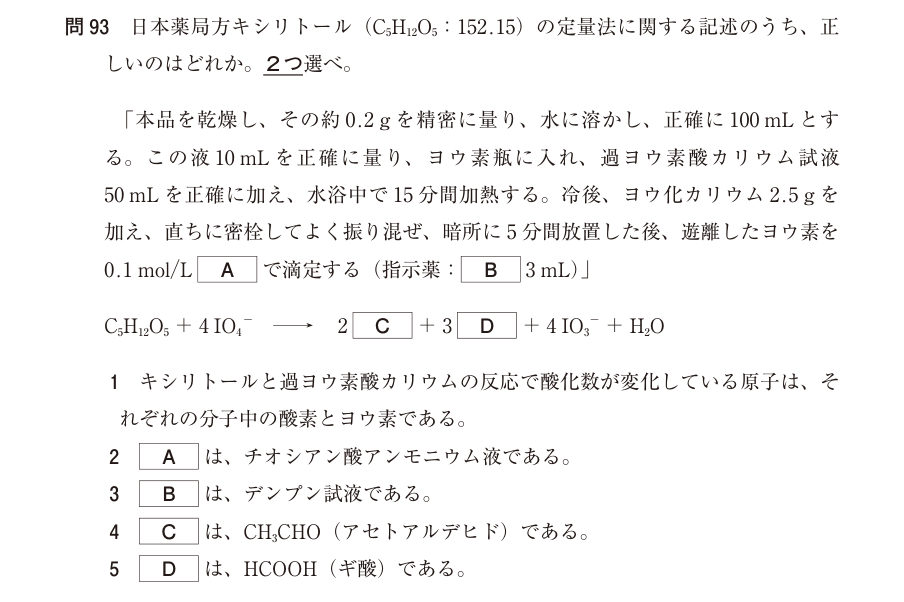 問93 日本薬局方キシリトール（C₅H₁₂O₅：152.15）の定量法に関する記述のうち、正
しいのはどれか。２つ選べ。
「本品を乾燥し、その約0.2 gを精密に量り、水に溶かし、正確に100 mLとす
る。この液10 mLを正確に量り、ヨウ素瓶に入れ、過ヨウ素酸カリウム試液
50 mLを正確に加え、水浴中で15分間加熱する。冷後、ヨウ化カリウム2.5 gを
加え、直ちに密栓してよく振り混ぜ、暗所に5分間放置した後、遊離したヨウ素を
0.1 mol/L A で滴定する（指示薬： B 3 mL）」
C₅H₁₂O₅ + 4 IO₄⁻ ⟶ 2 C + 3 D + 4 IO₃⁻ + H₂O
1 キシリトールと過ヨウ素酸カリウムの反応で酸化数が変化している原子は、そ
れぞれの分子中の酸素とヨウ素である。
2 A は、チオシアン酸アンモニウム液である。
3 B は、デンプン試液である。
4 C は、CH₃CHO（アセトアルデヒド）である。
5 D は、HCOOH（ギ酸）である。